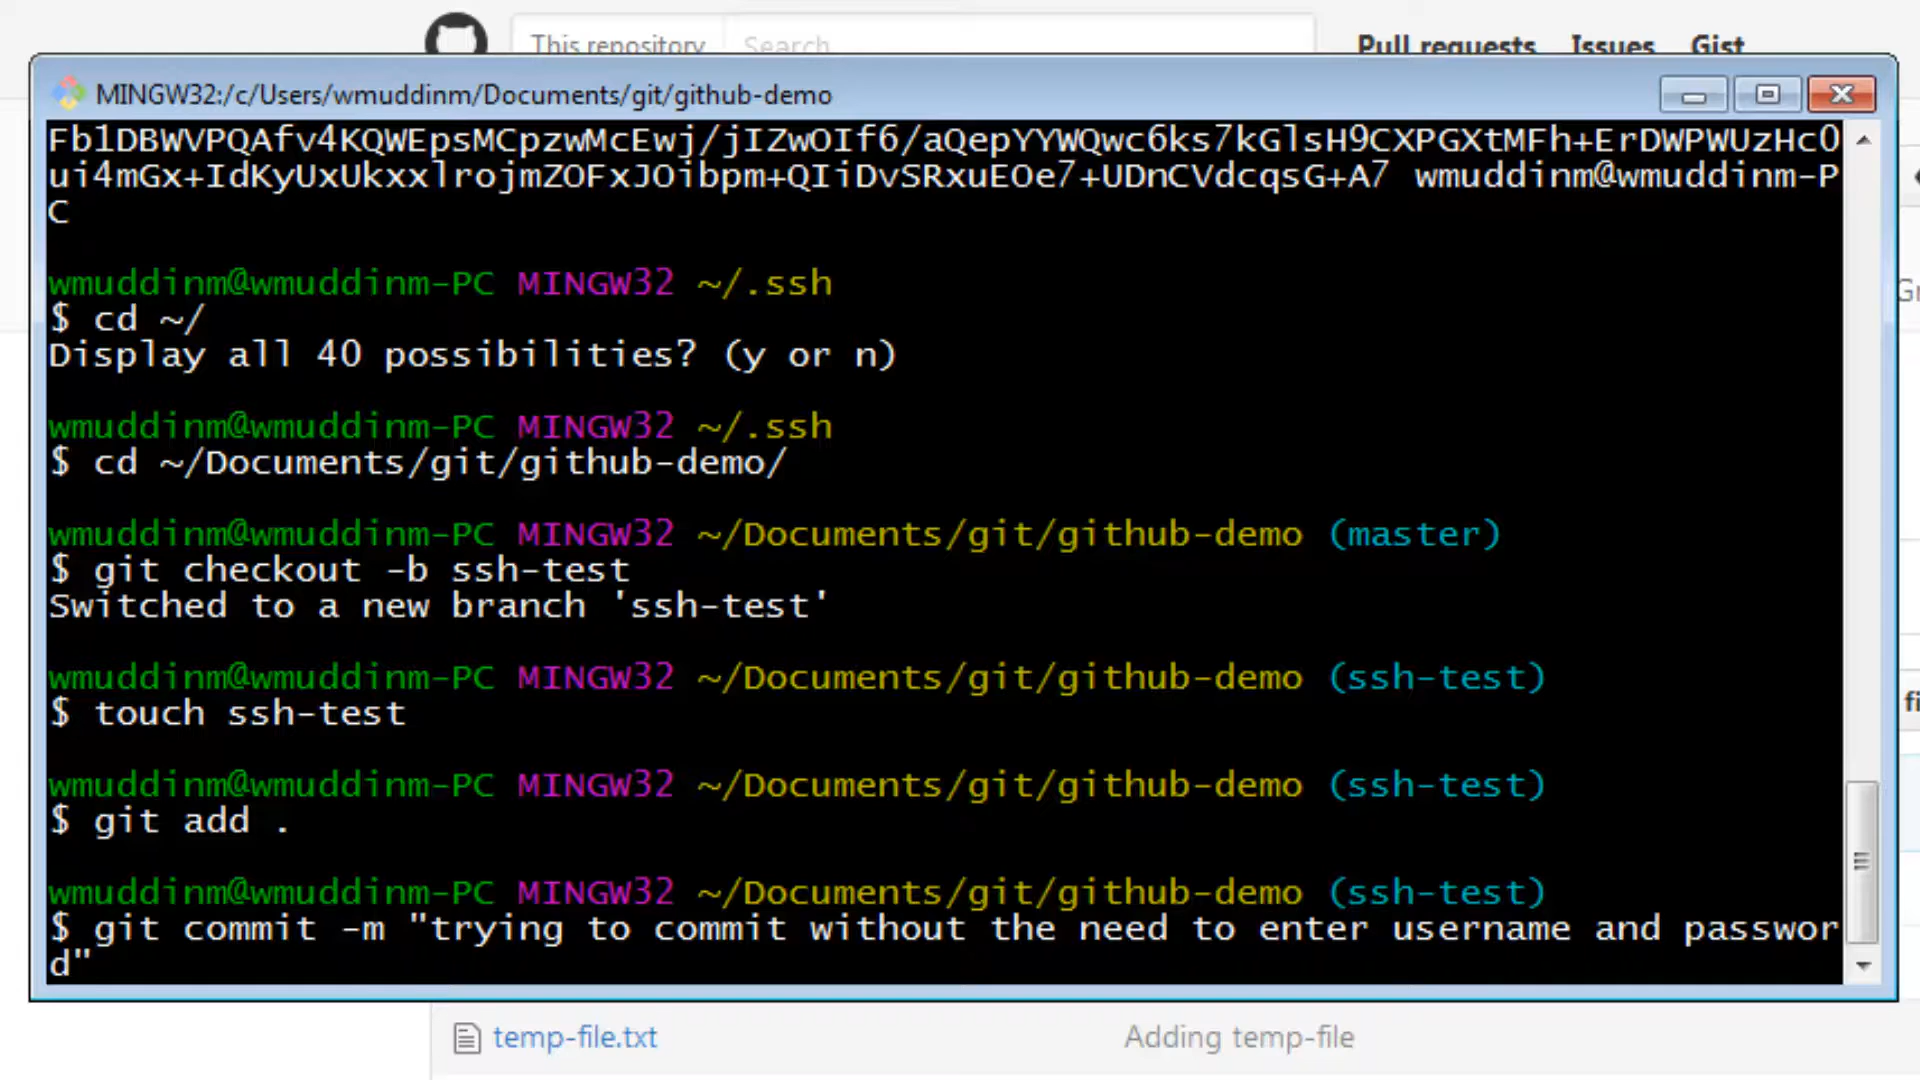 This repository Search Pull requests Issues Gist
MINGW32:/c/Users/wmuddinm/Documents/git/github-demo
Fb1DBWVPQAfv4KQWEpsMCpzwMcEwj/jIZwOIf6/aQepYYWQwc6ks7kGlsH9CXPGXtMFh+ErDWPWUzHc0
ui4mGx+IdKyUxUkxxlrojmZOFxJOibpm+QIiDvSRxuEOe7+UDnCVdcqsG+A7 wmuddinm@wmuddinm-P
C
wmuddinm@wmuddinm-PC MINGW32 ~/.ssh
$ cd ~/
Display all 40 possibilities? (y or n)
wmuddinm@wmuddinm-PC MINGW32 ~/.ssh
$ cd ~/Documents/git/github-demo/
wmuddinm@wmuddinm-PC MINGW32 ~/Documents/git/github-demo (master)
$ git checkout -b ssh-test
Switched to a new branch 'ssh-test'
wmuddinm@wmuddinm-PC MINGW32 ~/Documents/git/github-demo (ssh-test)
$ touch ssh-test
wmuddinm@wmuddinm-PC MINGW32 ~/Documents/git/github-demo (ssh-test)
$ git add .
wmuddinm@wmuddinm-PC MINGW32 ~/Documents/git/github-demo (ssh-test)
$ git commit -m "trying to commit without the need to enter username and passwor
d"
temp-file.txt Adding temp-file